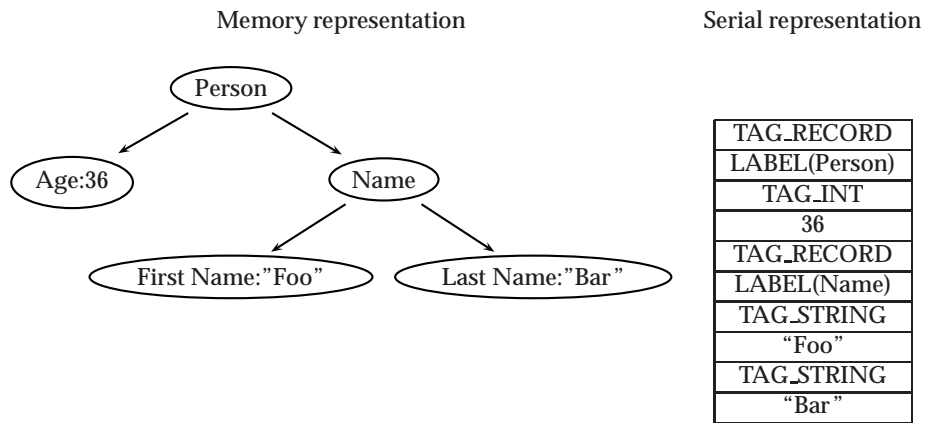 Memory representation
Serial representation
Person
Age:36
Name
First Name:”Foo”
Last Name:”Bar”
TAG_RECORD
LABEL(Person)
TAG_INT
36
TAG_RECORD
LABEL(Name)
TAG_STRING
“Foo”
TAG_STRING
“Bar”